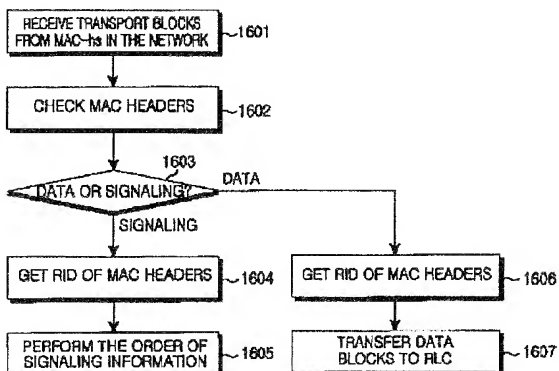 RECEIVE TRANSPORT BLOCKS
FROM MAC-hs IN THE NETWORK
1601
CHECK MAC HEADERS
1602
1603
DATA OR SIGNALING?
DATA
SIGNALING
GET RID OF MAC HEADERS
1604
GET RID OF MAC HEADERS
1606
PERFORM THE ORDER OF
SIGNALING INFORMATION
1605
TRANSFER DATA
BLOCKS TO RLC
1607